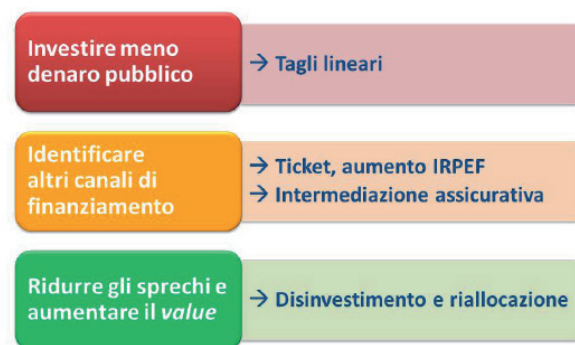 Investire meno
denaro pubblico
→ Tagli lineari
Identificare
altri canali di
finanziamento
→ Ticket, aumento IRPEF
→ Intermediazione assicurativa
Ridurre gli sprechi e
aumentare il value
→ Disinvestimento e riallocazione